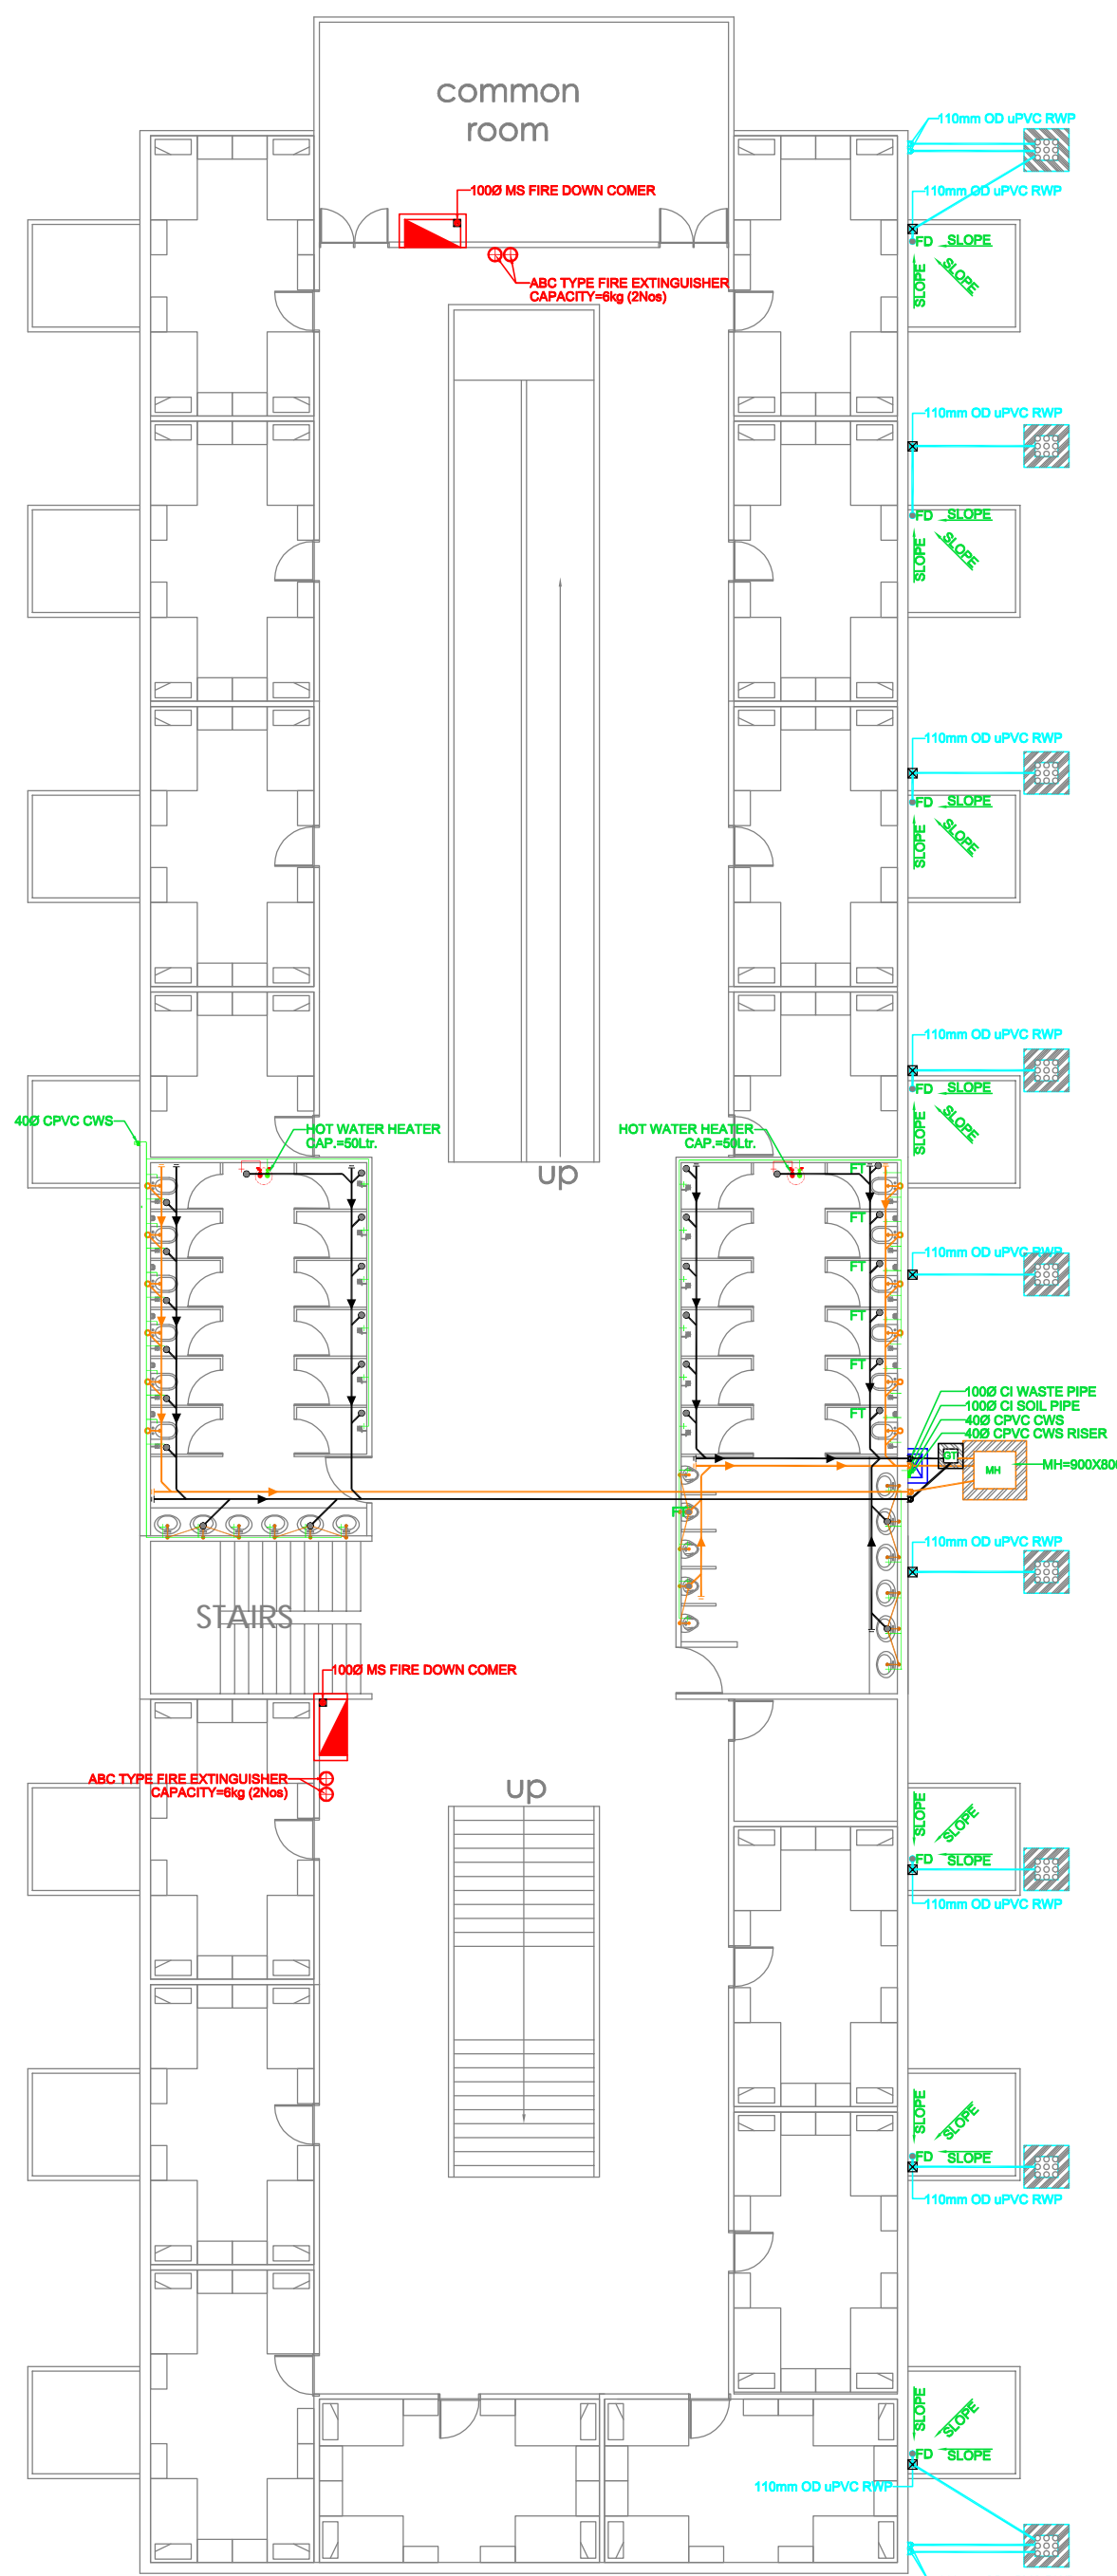 common
room
110mm OD uPVC RWP
100Ø MS FIRE DOWN COMER
110mm OD uPVC RWP
FD SLOPE
SLOPE
SLOPE
ABC TYPE FIRE EXTINGUISHER
CAPACITY=6kg (2Nos)
110mm OD uPVC RWP
FD SLOPE
SLOPE
SLOPE
110mm OD uPVC RWP
FD SLOPE
SLOPE
SLOPE
110mm OD uPVC RWP
FD SLOPE
SLOPE
SLOPE
40Ø CPVC CWS
HOT WATER HEATER
CAP.=50Ltr.
HOT WATER HEATER
CAP.=50Ltr.
up
FT
FT
110mm OD uPVC RWP
FT
FT
FT
FT
100Ø CI WASTE PIPE
100Ø CI SOIL PIPE
40Ø CPVC CWS
40Ø CPVC CWS RISER
GT
MH
MH=900X80
FT
110mm OD uPVC RWP
STAIRS
100Ø MS FIRE DOWN COMER
ABC TYPE FIRE EXTINGUISHER
CAPACITY=6kg (2Nos)
up
SLOPE
SLOPE
FD SLOPE
110mm OD uPVC RWP
SLOPE
SLOPE
FD SLOPE
110mm OD uPVC RWP
SLOPE
SLOPE
FD SLOPE
110mm OD uPVC RWP